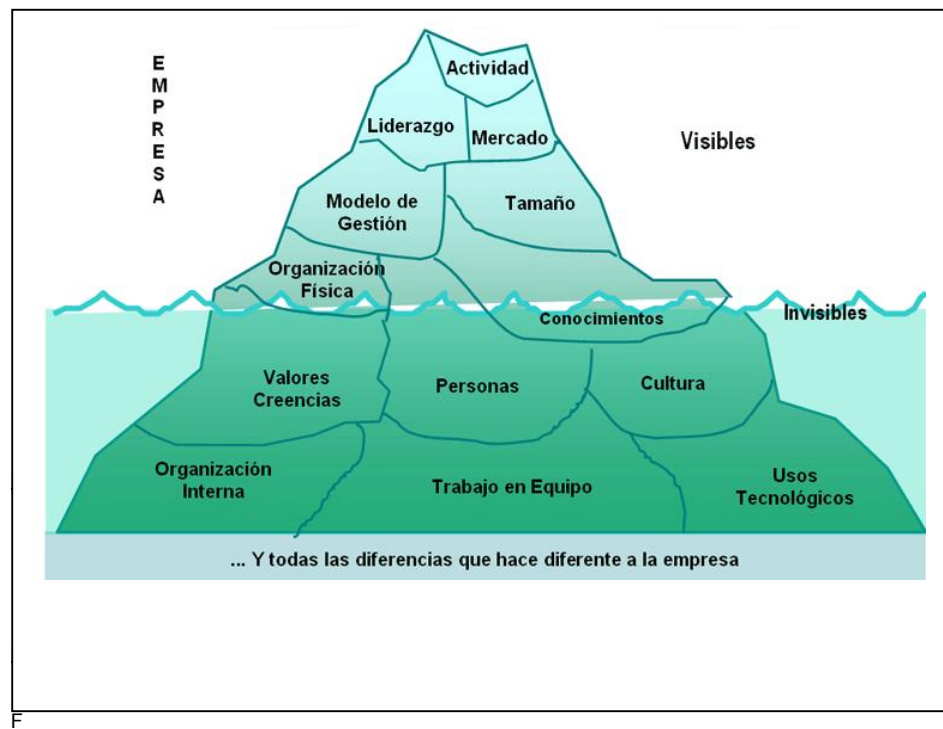 E
M
P
R
E
S
A
Actividad
Liderazgo
Mercado
Visibles
Modelo de
Gestión
Tamaño
Organización
Física
Conocimientos
Invisibles
Valores
Creencias
Personas
Cultura
Organización
Interna
Trabajo en Equipo
Usos
Tecnológicos
... Y todas las diferencias que hace diferente a la empresa
F